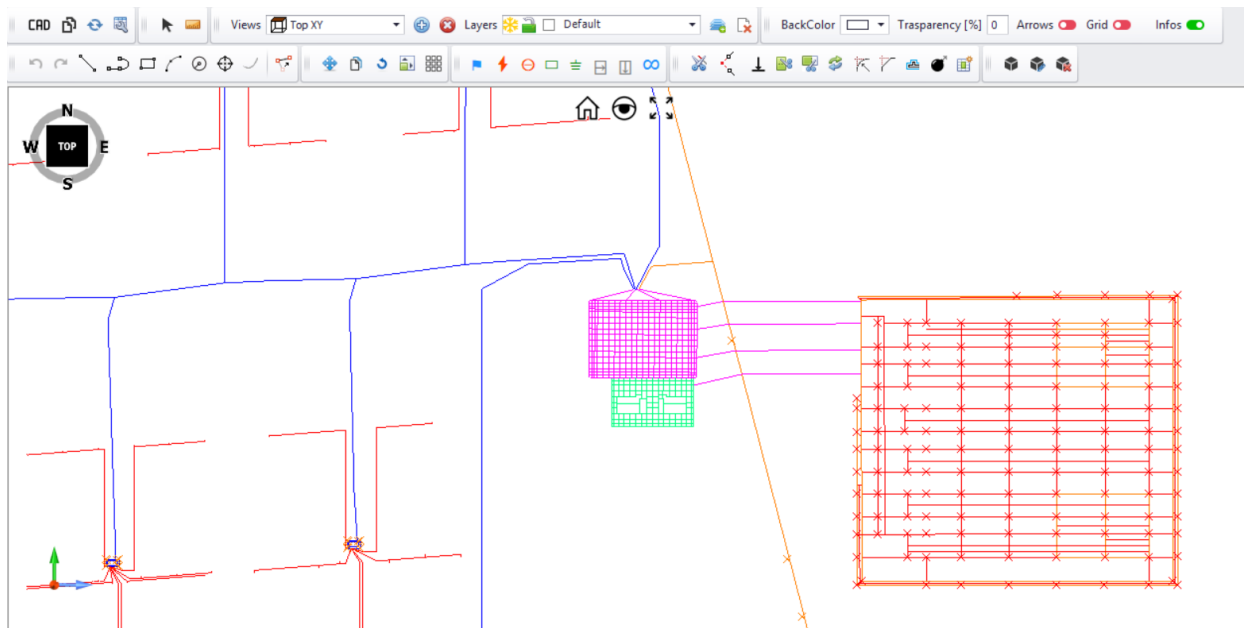 CAD Views Top XY Layers Default BackColor Trasparency [%] 0 Arrows Grid Infos
N
W TOP E
S